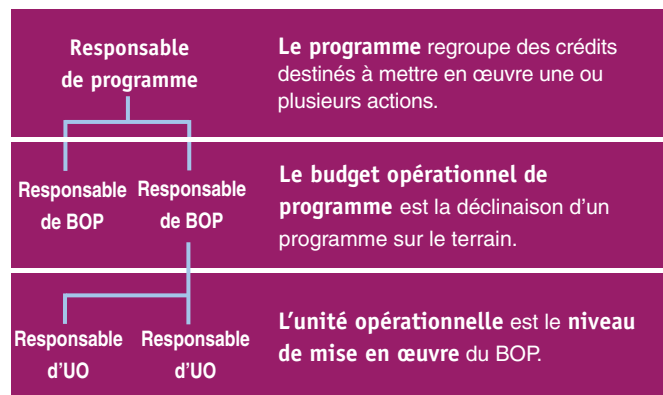 Responsable
de programme
Le programme regroupe des crédits
destinés à mettre en œuvre une ou
plusieurs actions.
Responsable
de BOP
Responsable
de BOP
Le budget opérationnel de
programme est la déclinaison d'un
programme sur le terrain.
Responsable
d'UO
Responsable
d'UO
L'unité opérationnelle est le niveau
de mise en œuvre du BOP.